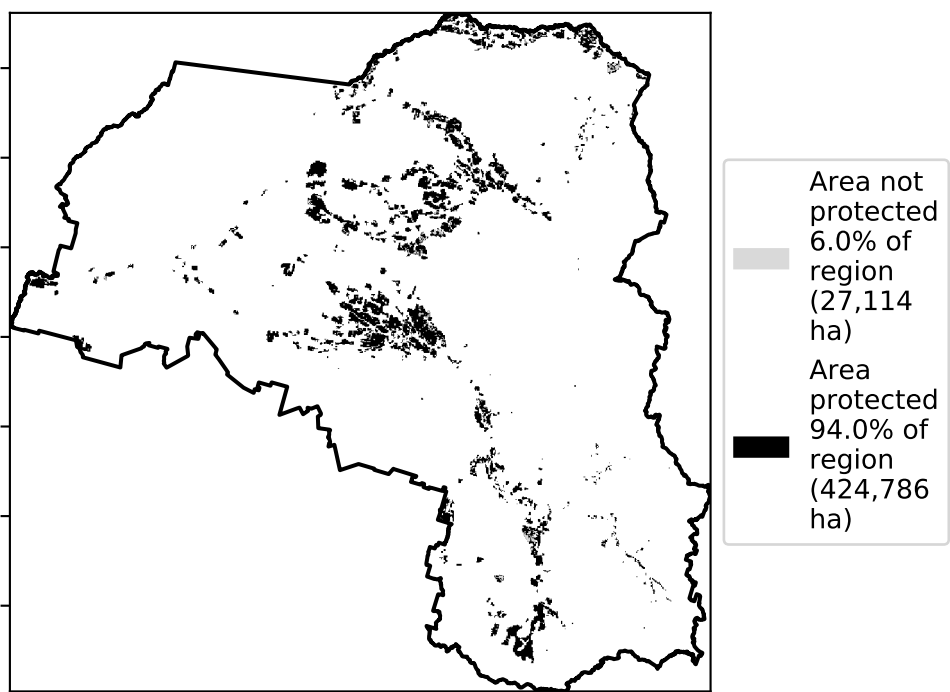 Area not
protected
6.0% of
region
(27,114
ha)
Area
protected
94.0% of
region
(424,786
ha)